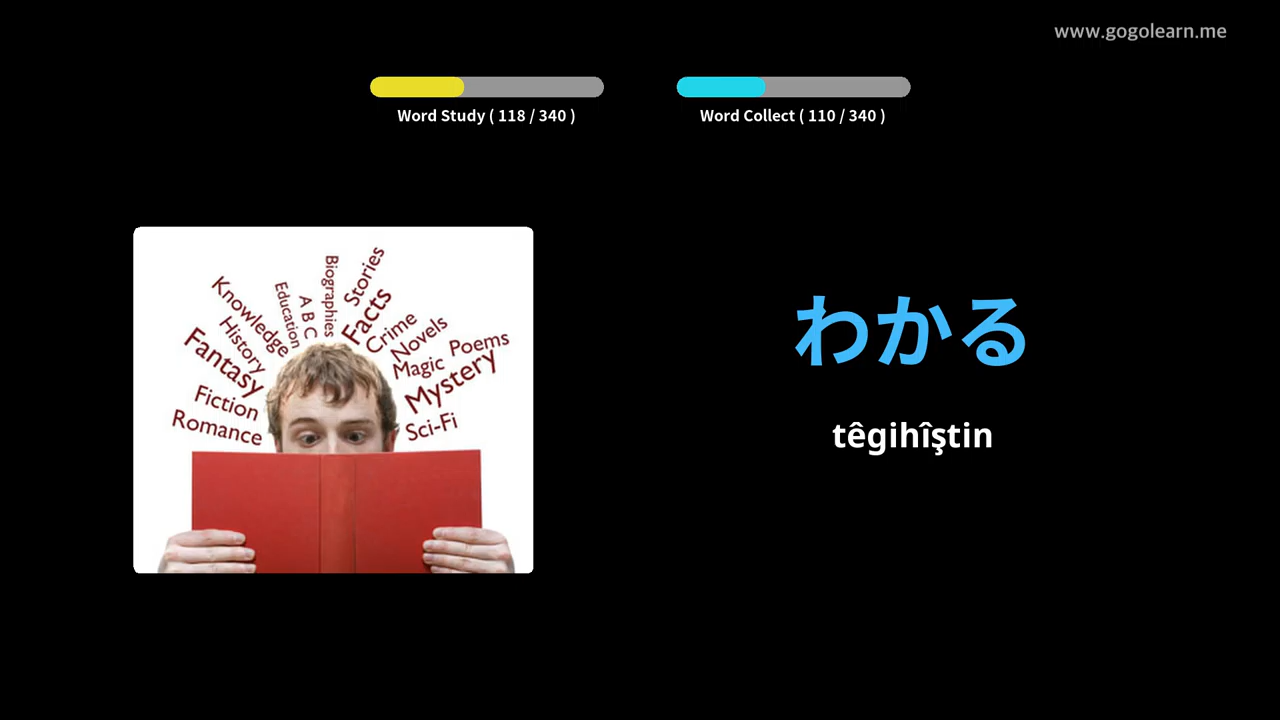 www.gogolearn.me
Word Study ( 118 / 340 )
Word Collect ( 110 / 340 )
Biographies
Stories
Education
A B C
Facts
Knowledge
Crime
History
Novels
Fantasy
Magic
Poems
Mystery
Fiction
Romance
Sci-Fi
わかる
têgihîştin